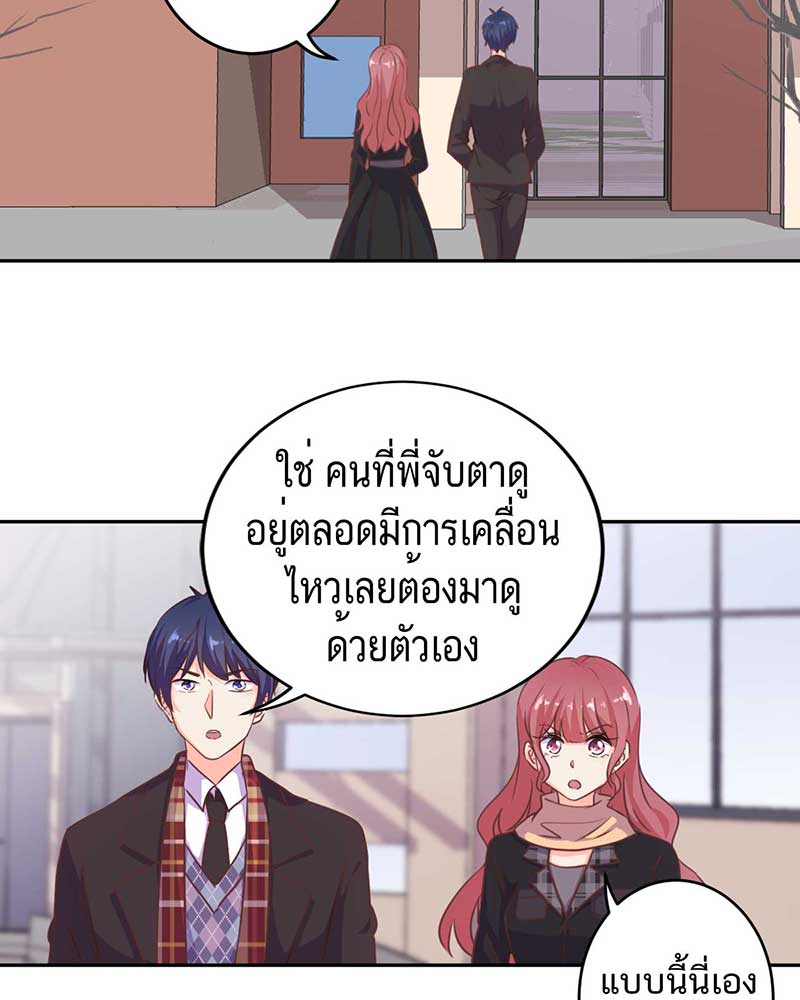 ใช่ คนที่พี่จับตาดู
อยู่ตลอดมีการเคลื่อน
ไหวเลยต้องมาดู
ด้วยตัวเอง
แบบนี้นี่เอง